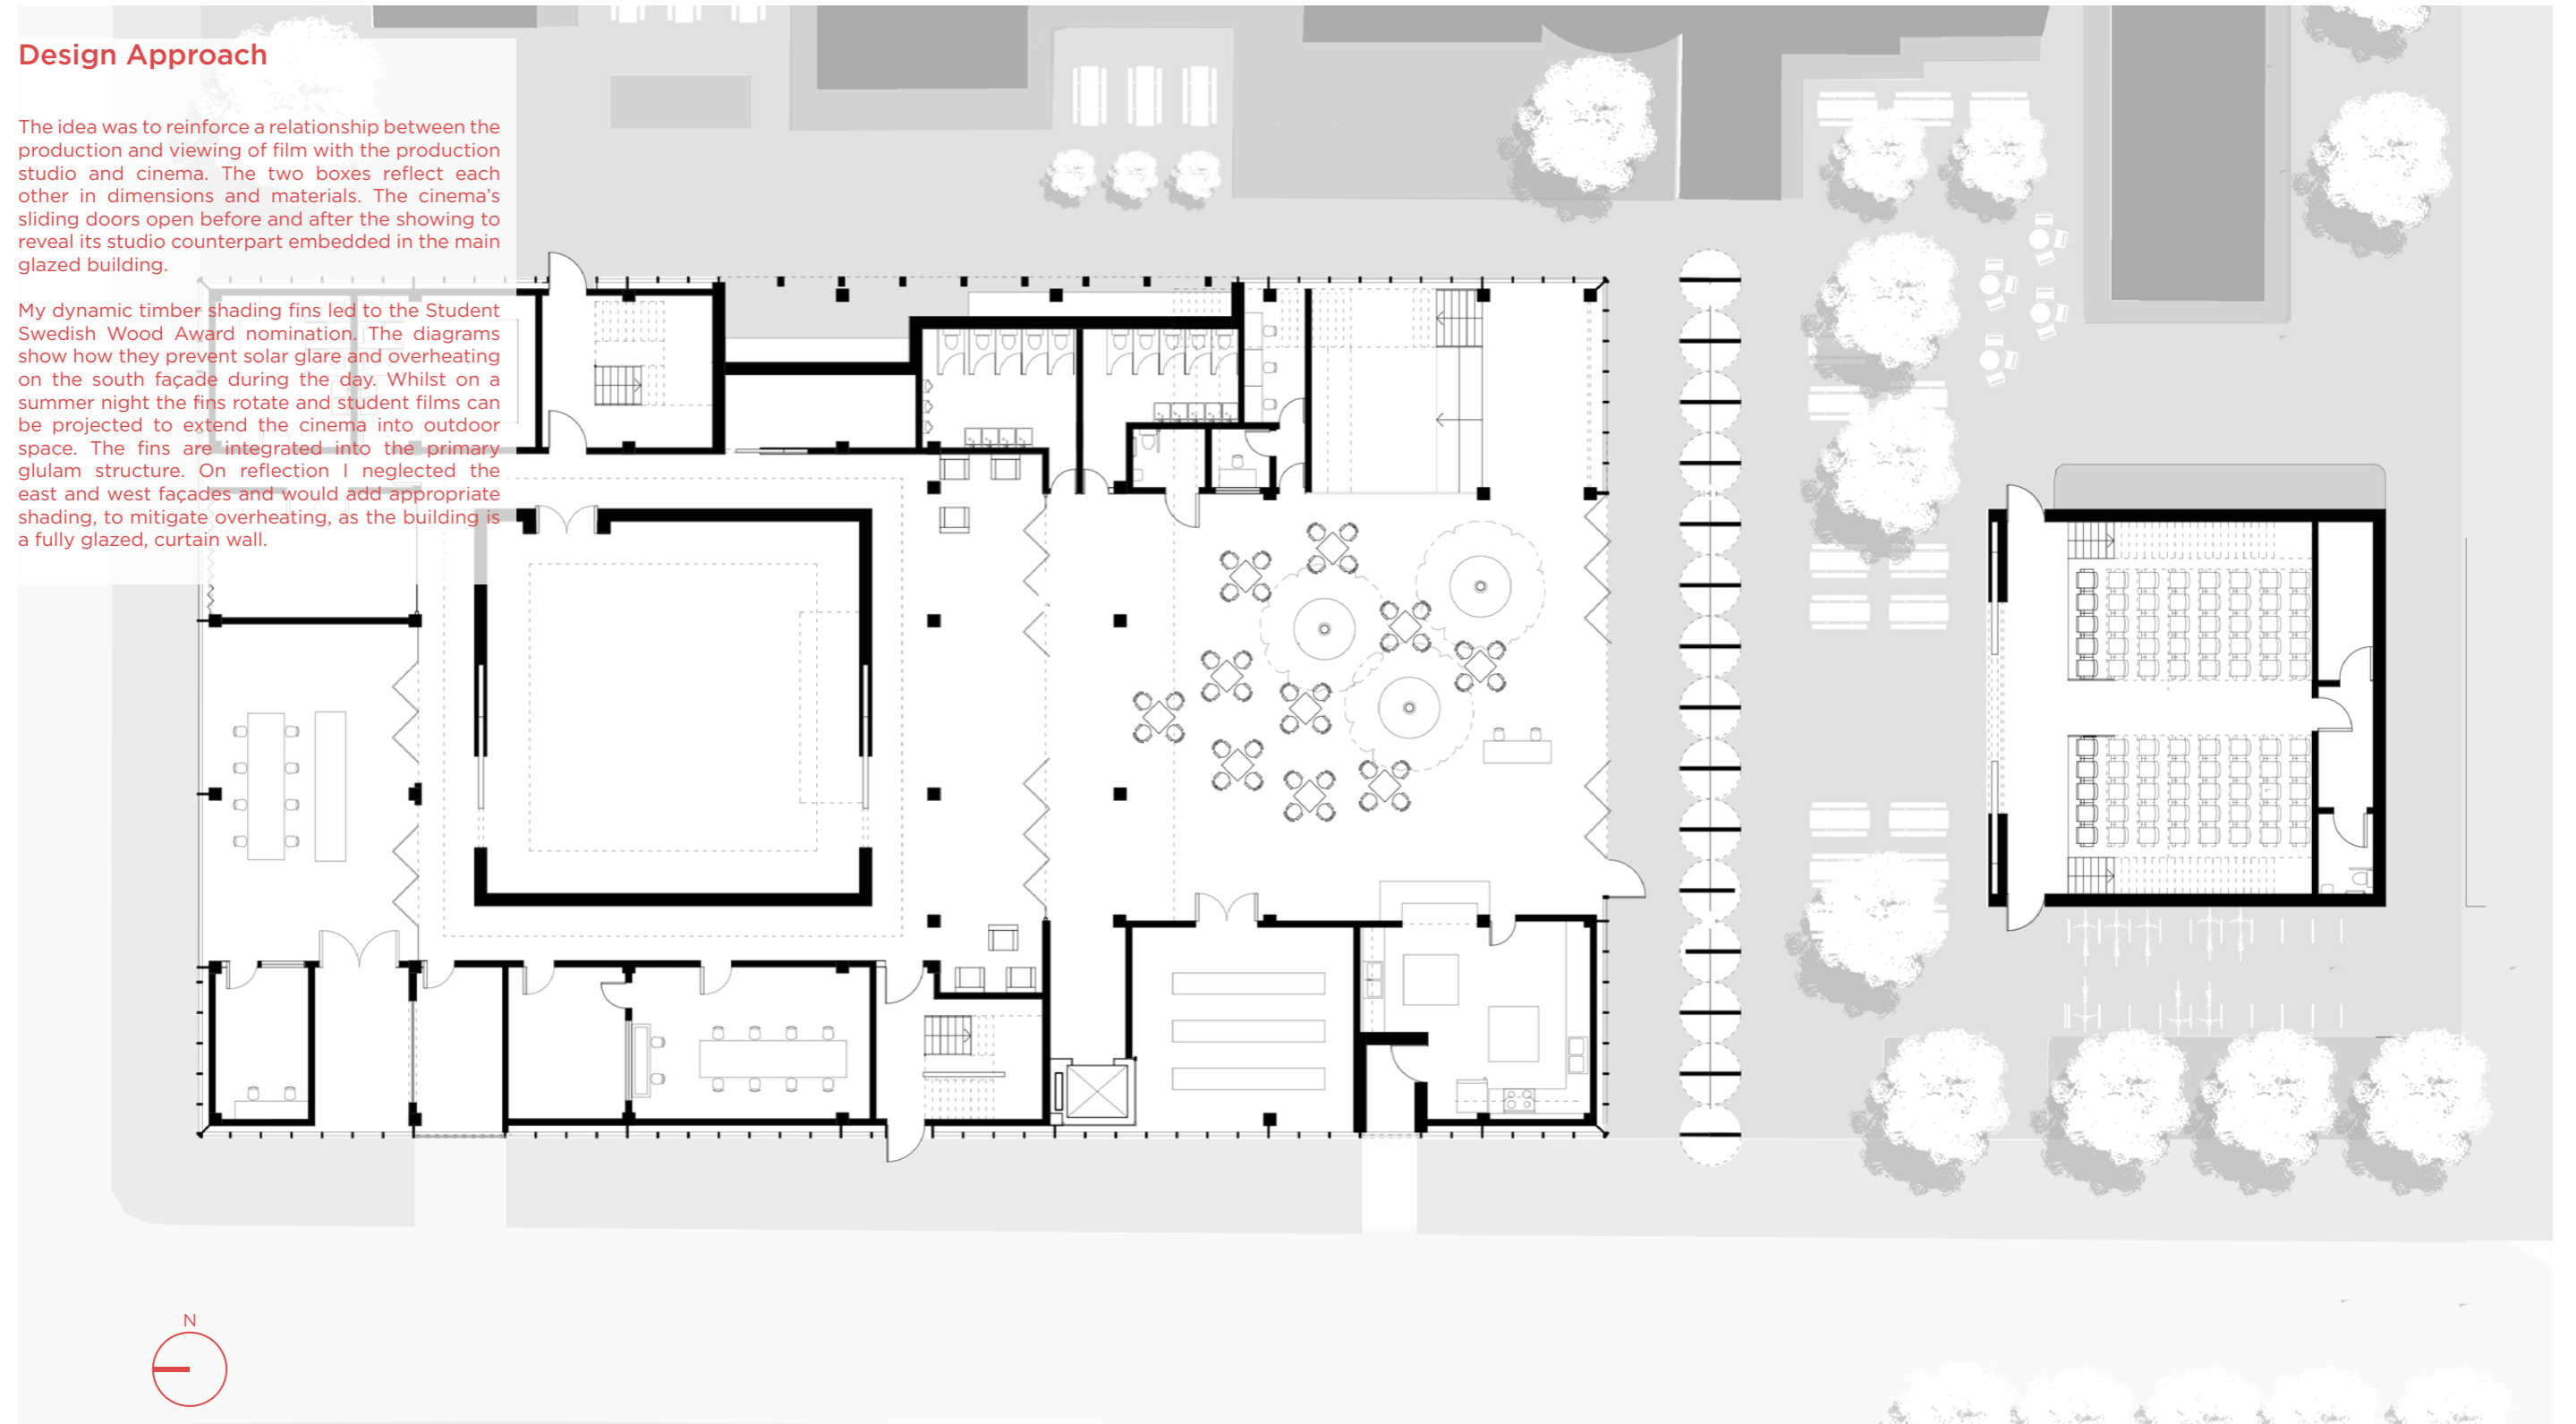 Design Approach
The idea was to reinforce a relationship between the
production and viewing of film with the production
studio and cinema. The two boxes reflect each
other in dimensions and materials. The cinema’s
sliding doors open before and after the showing to
reveal its studio counterpart embedded in the main
glazed building.
My dynamic timber shading fins led to the Student
Swedish Wood Award nomination. The diagrams
show how they prevent solar glare and overheating
on the south façade during the day. Whilst on a
summer night the fins rotate and student films can
be projected to extend the cinema into outdoor
space. The fins are integrated into the primary
glulam structure. On reflection I neglected the
east and west façades and would add appropriate
shading, to mitigate overheating, as the building is
a fully glazed, curtain wall.
N